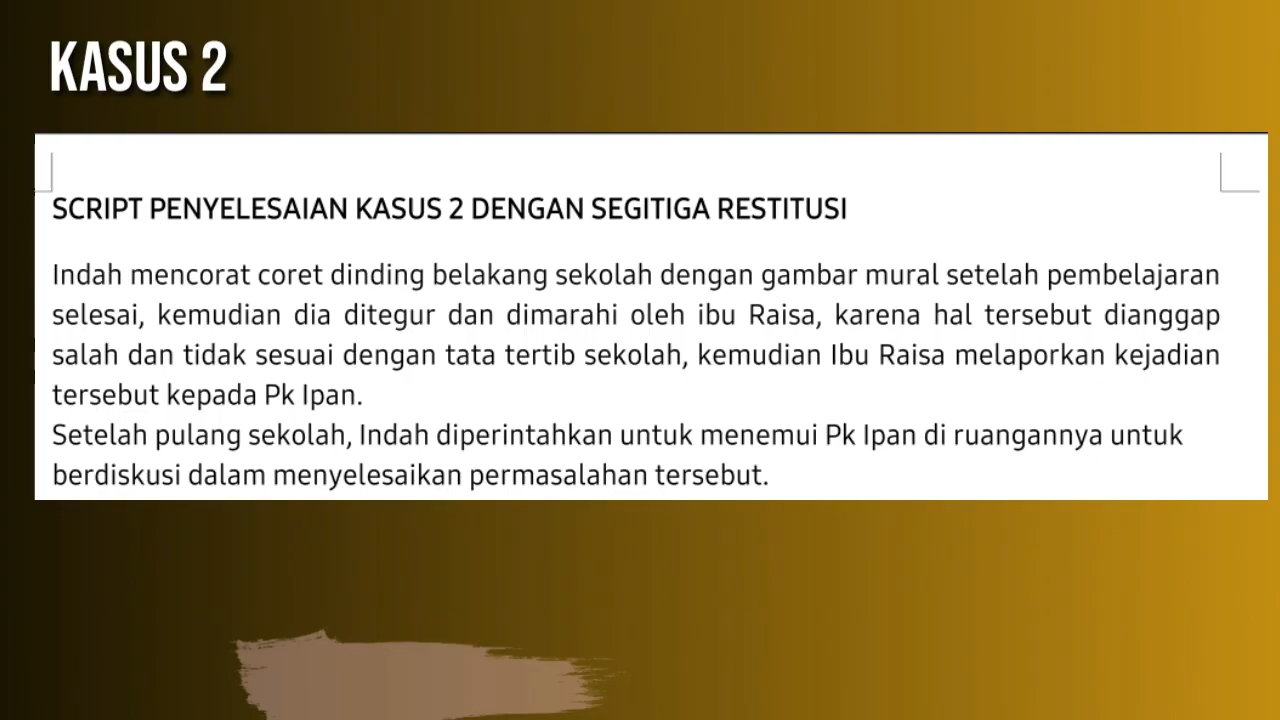 KASUS 2
SCRIPT PENYELESAIAN KASUS 2 DENGAN SEGITIGA RESTITUSI
Indah mencorat coret dinding belakang sekolah dengan gambar mural setelah pembelajaran
selesai, kemudian dia ditegur dan dimarahi oleh ibu Raisa, karena hal tersebut dianggap
salah dan tidak sesuai dengan tata tertib sekolah, kemudian Ibu Raisa melaporkan kejadian
tersebut kepada Pk Ipan.
Setelah pulang sekolah, Indah diperintahkan untuk menemui Pk Ipan di ruangannya untuk
berdiskusi dalam menyelesaikan permasalahan tersebut.